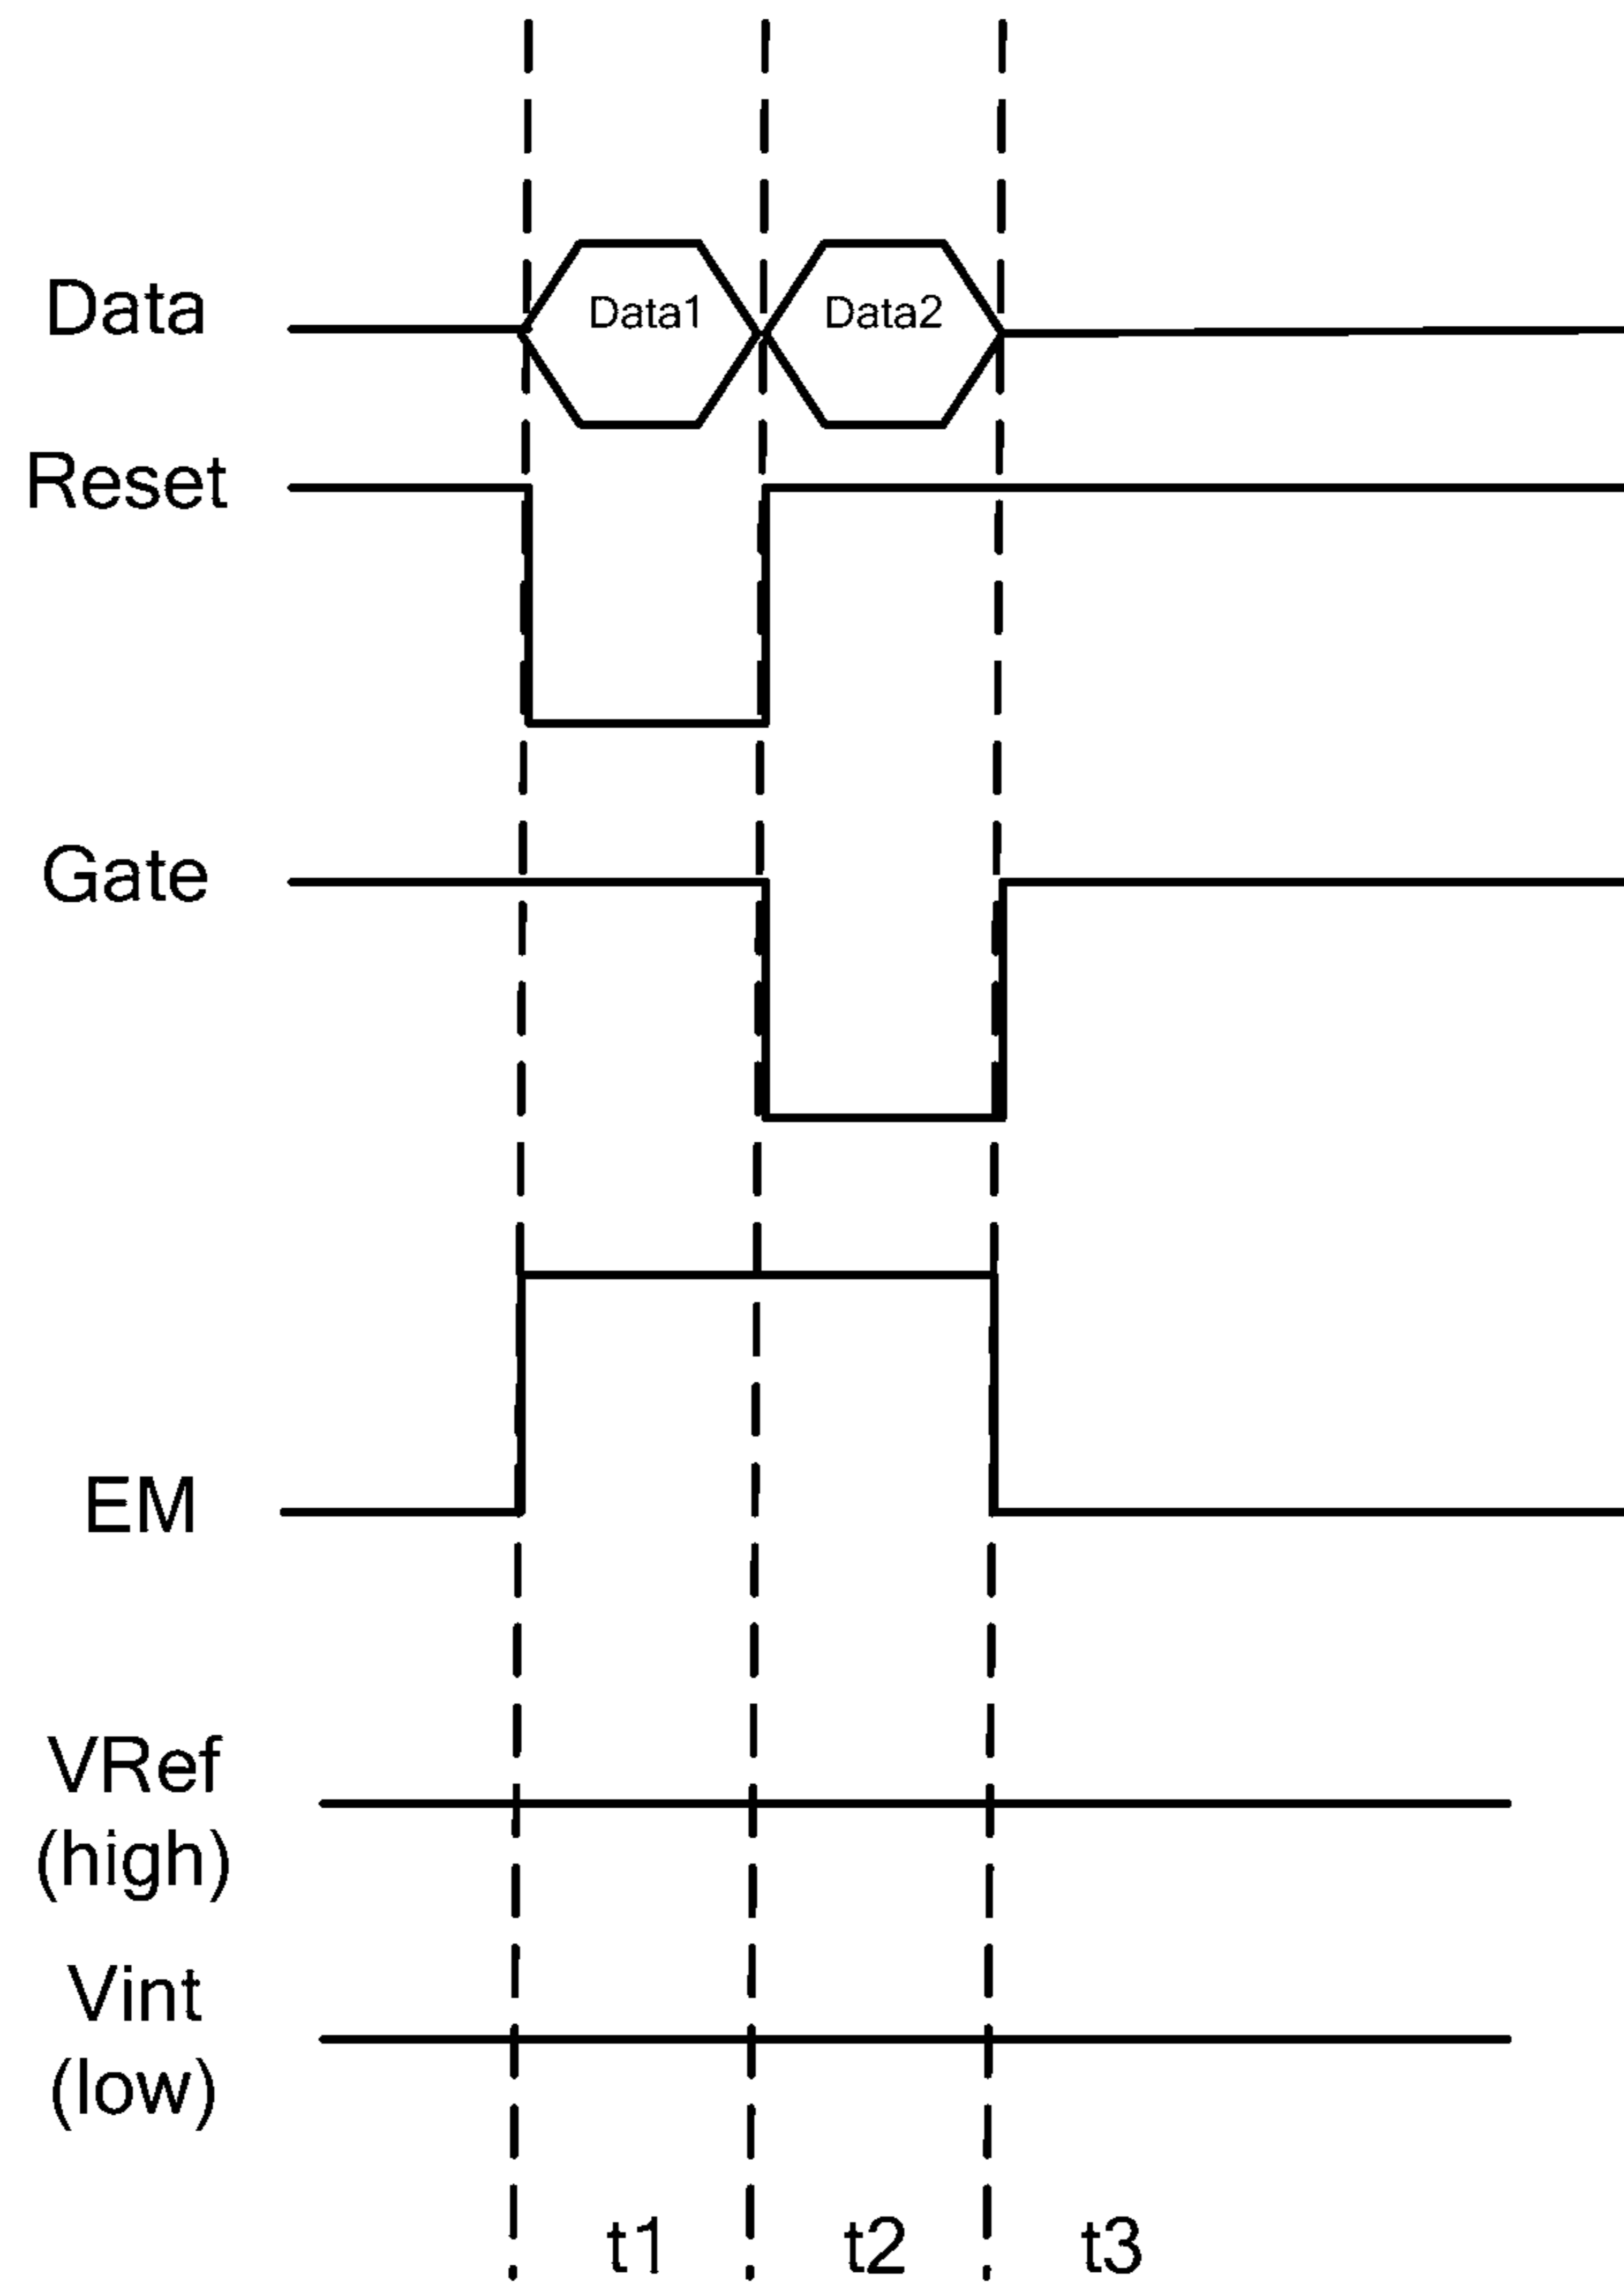 Data
Data1
Data2
Reset
Gate
EM
VRef
(high)
Vint
(low)
t1
t2
t3